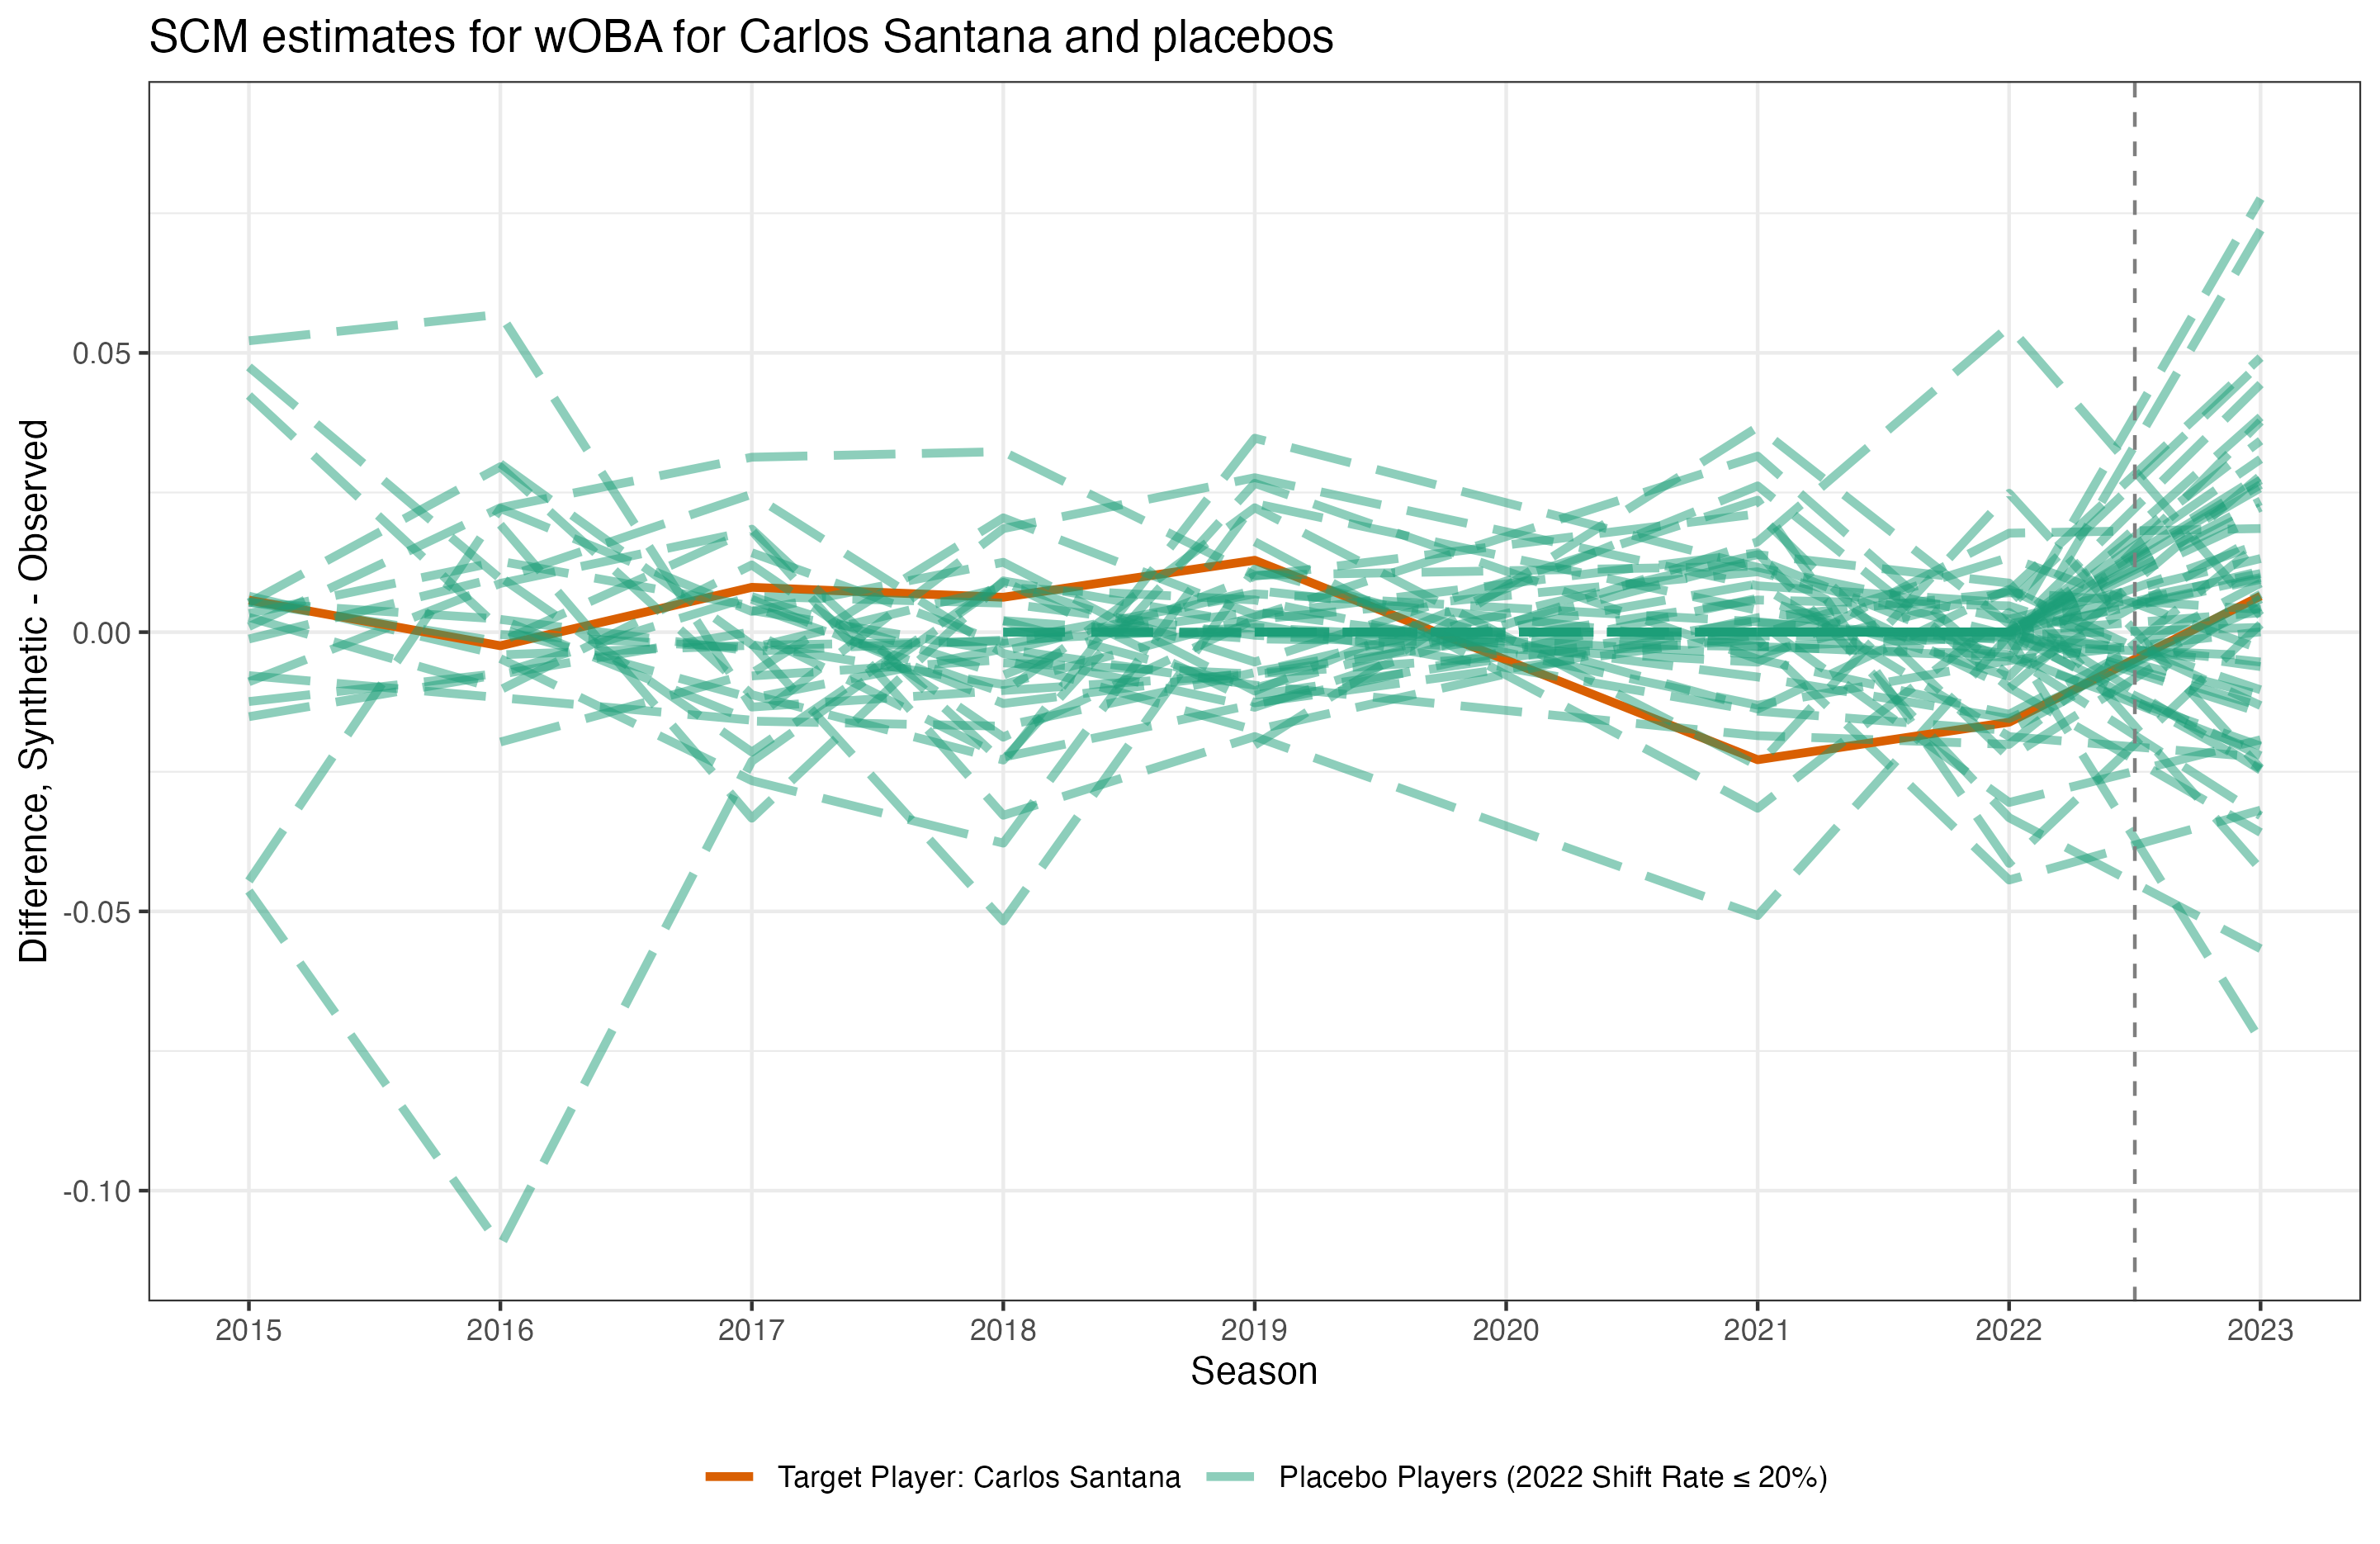 SCM estimates for wOBA for Carlos Santana and placebos
Difference, Synthetic - Observed
0.05
0.00
-0.05
-0.10
2015 2016 2017 2018 2019 2020 2021 2022 2023
Season
Target Player: Carlos Santana Placebo Players (2022 Shift Rate ≤ 20%)